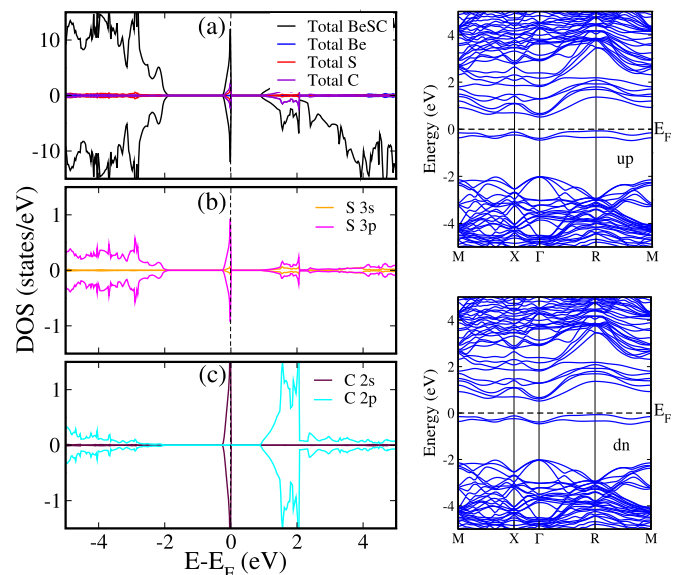 (a)
Total BeSC
Total Be
Total S
Total C
15
10
0
-10
(b)
S 3s
S 3p
1
0
-1
(c)
C 2s
C 2p
1
0
-1
DOS (states/eV)
-4
-2
0
2
4
E-E_F (eV)
Energy (eV)
4
2
0
-2
-4
E_F
up
M
X
Γ
R
M
Energy (eV)
4
2
0
-2
-4
E_F
dn
M
X
Γ
R
M